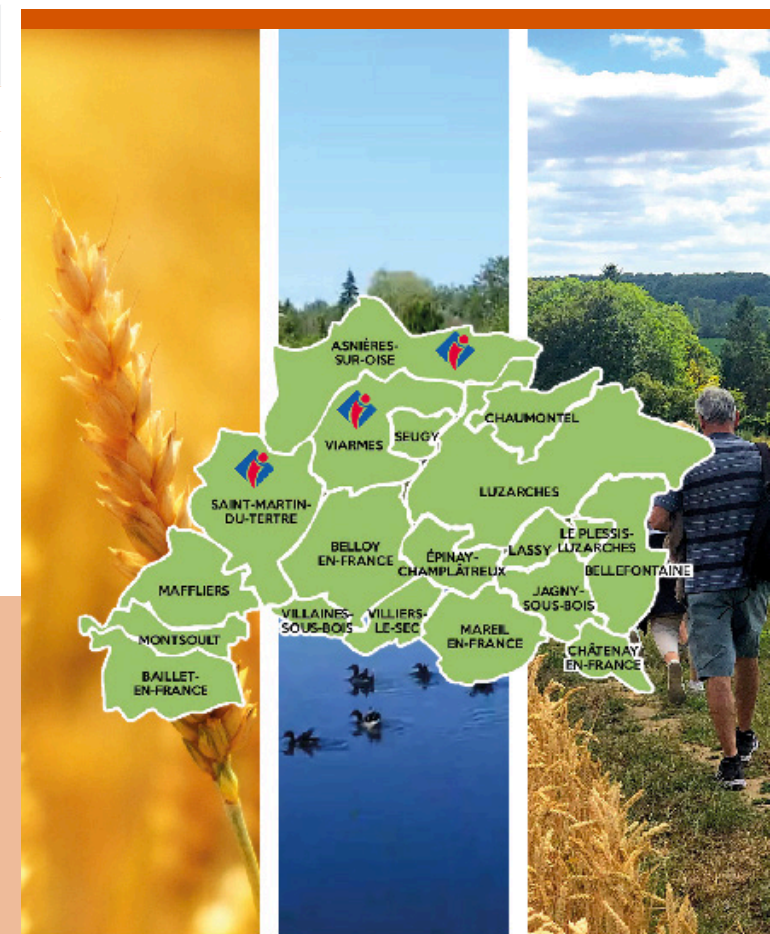 ASNIÈRES-
SUR-OISE
CHAUMONTEL
VIARMES
SEUGY
LUZARCHES
SAINT-MARTIN-
DU-TERTRE
BELLOY
EN-FRANCE
ÉPINAY-
CHAMPLÂTREUX
LASSY
LE PLESSIS-
LUZARCHES
BELLEFONTAINE
MAFFLIERS
JAGNY-
SOUS-BOIS
VILLAINES-
SOUS-BOIS
VILLIERS-
LE-SEC
MAREIL
EN-FRANCE
MONTSOULT
CHÂTENAY
EN-FRANCE
BAILLET-
EN-FRANCE